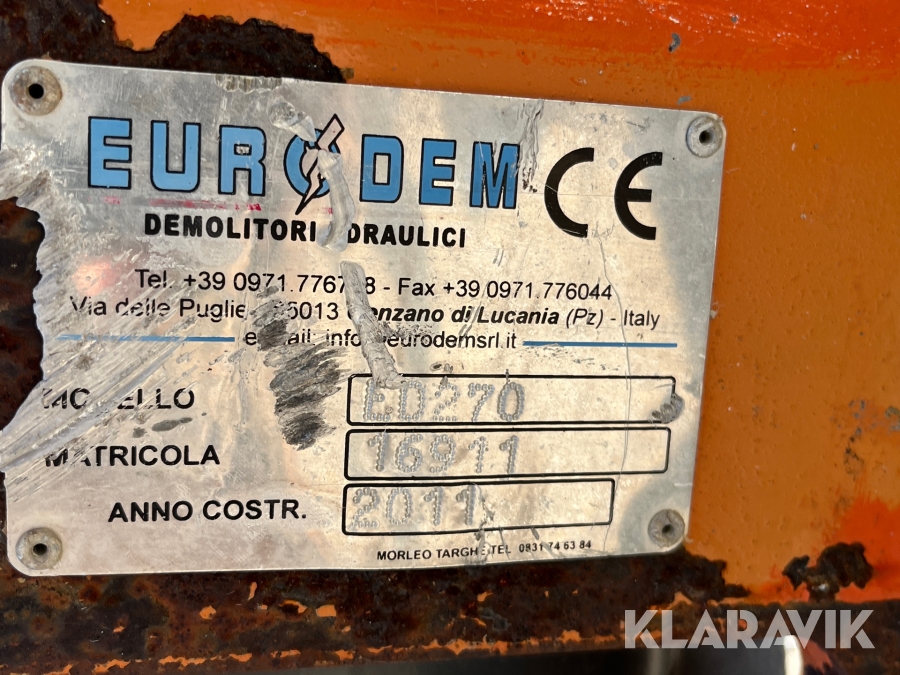 EURODEM CE
DEMOLITORI IDRAULICI
Tel. +39 0971.776 8 - Fax +39 0971.776044
Via delle Puglie 85013 Genzano di Lucania (Pz) - Italy
e-mail: info@eurodemsrl.it
MODELLO ED270
MATRICOLA 16911
ANNO COSTR. 2011
MORLEO TARGHE TEL 0831 74 63 84
KLARAVIK